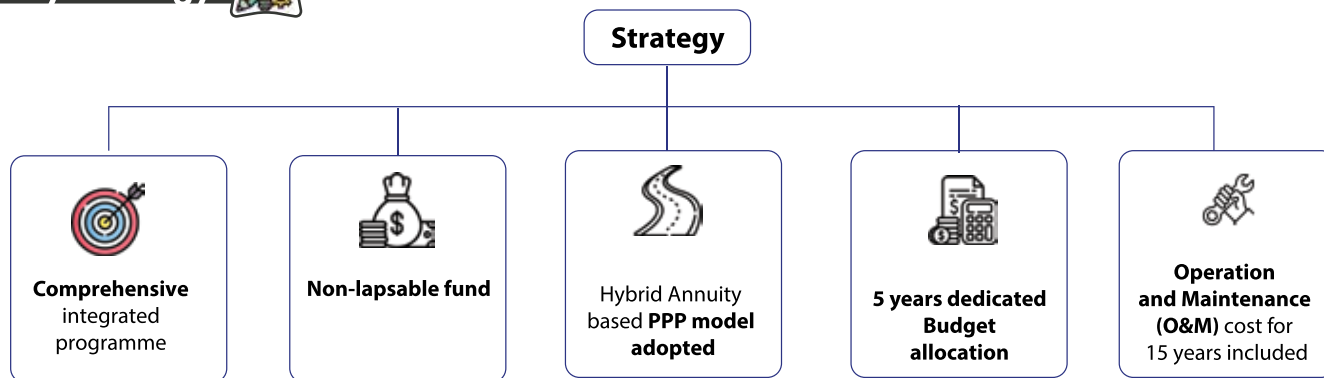 Strategy
Comprehensive
integrated
programme
Non-lapsable fund
Hybrid Annuity
based PPP model
adopted
5 years dedicated
Budget
allocation
Operation
and Maintenance
(O&M) cost for
15 years included